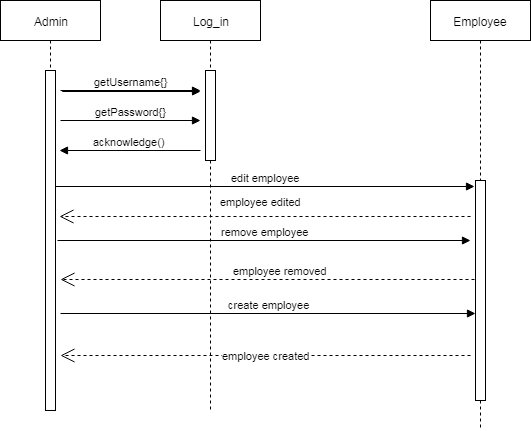 Admin
Log_in
Employee
getUsername{}
getPassword{}
acknowledge()
edit employee
employee edited
remove employee
employee removed
create employee
employee created